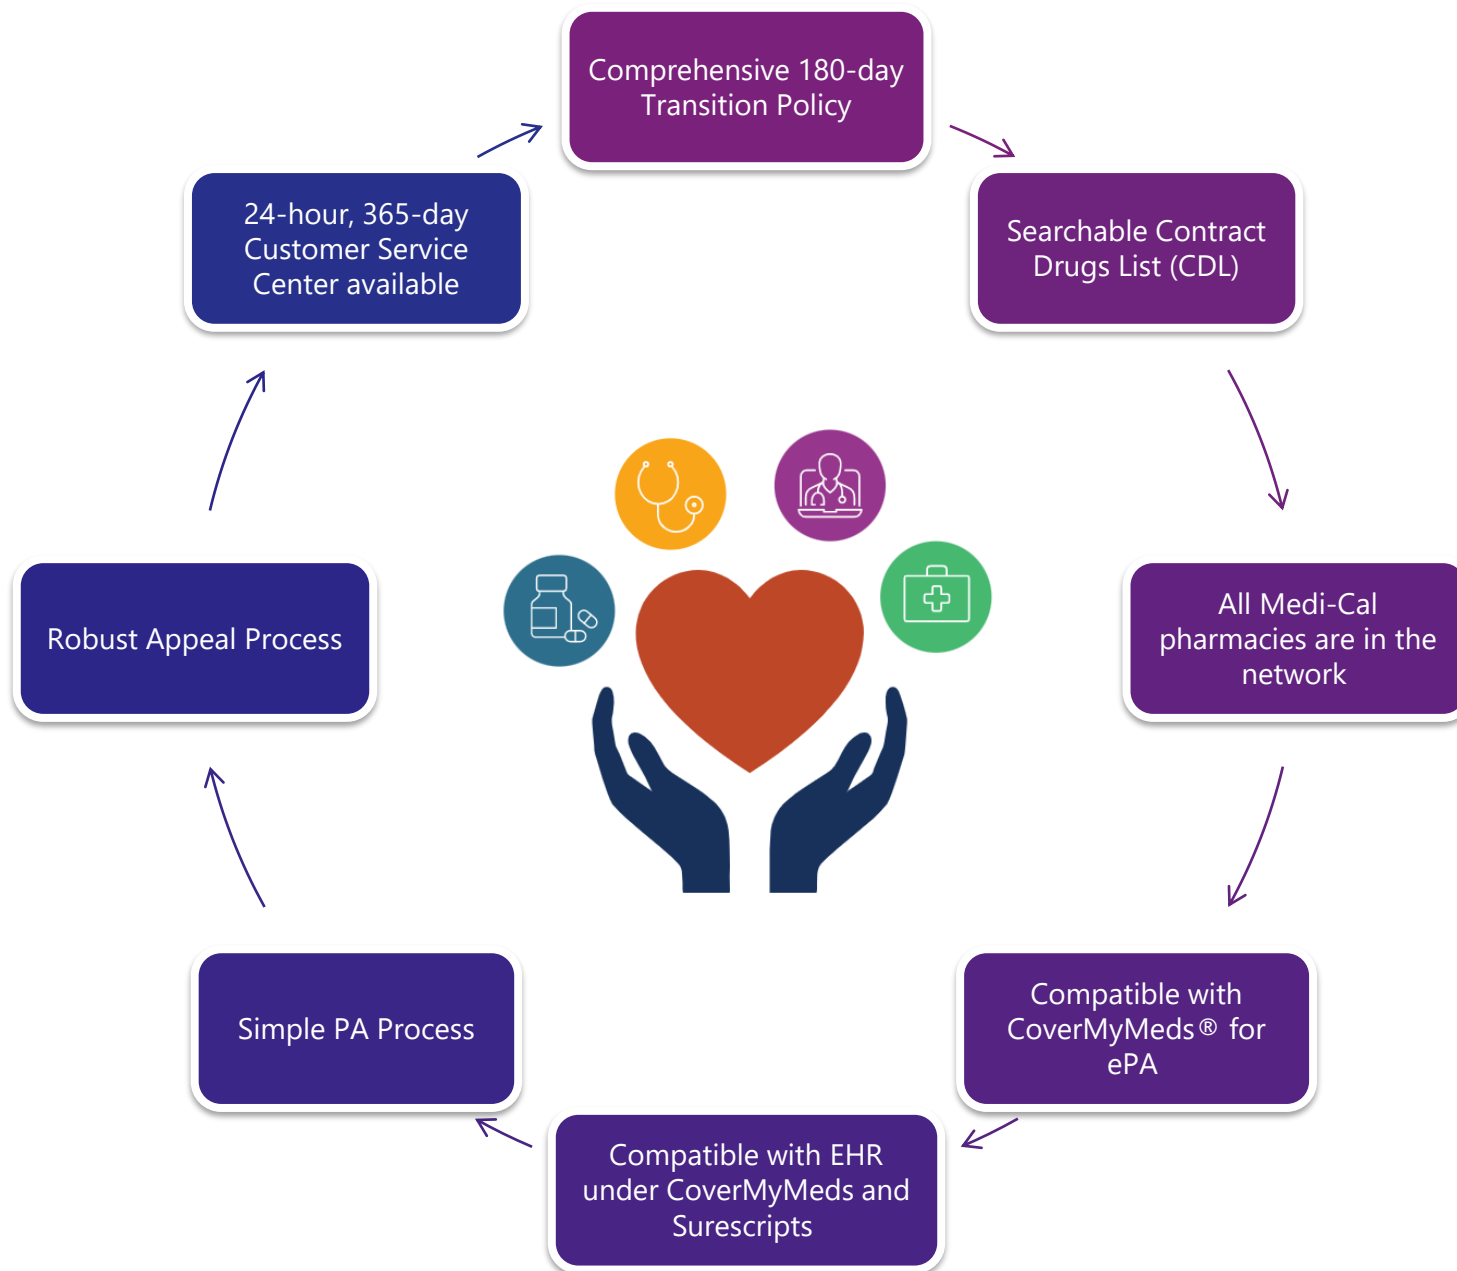 Comprehensive 180-day
Transition Policy
Searchable Contract
Drugs List (CDL)
All Medi-Cal
pharmacies are in the
network
Compatible with
CoverMyMeds® for
ePA
Compatible with EHR
under CoverMyMeds and
Surescripts
Simple PA Process
Robust Appeal Process
24-hour, 365-day
Customer Service
Center available